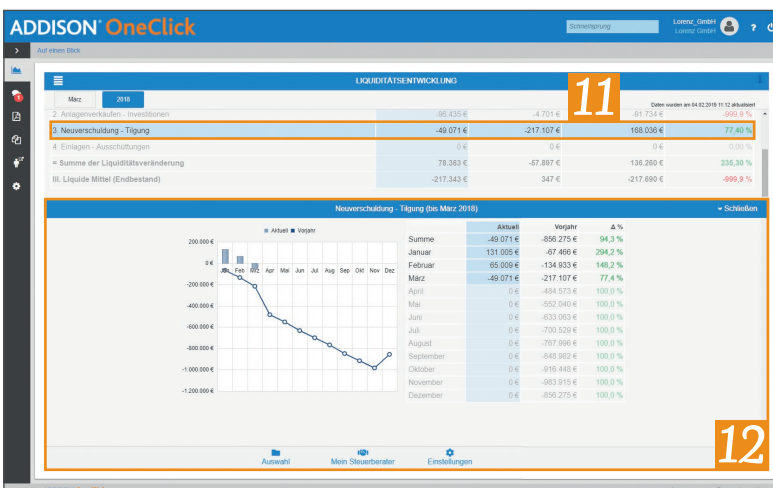 ADDISON OneClick
Schnellsprung
Lorenz_GmbH
Lorenz GmbH
?
Auf einen Blick
LIQUIDITÄTSENTWICKLUNG
11
März 2018
Daten wurden am 04.02.2019 11:12 aktualisiert
2. Anlagenverkäufen - Investitionen -96.435 € -4.701 € -91.734 € -999,9 %
3. Neuverschuldung - Tilgung -49.071 € -217.107 € 168.036 € 77,40 %
4. Einlagen - Ausschüttungen 0 € 0 € 0 € 0,00 %
= Summe der Liquiditätsveränderung 78.363 € -57.897 € 136.260 € 235,30 %
III. Liquide Mittel (Endbestand) -217.343 € 347 € -217.690 € -999,9 %
Neuverschuldung - Tilgung (bis März 2018) Schließen
Aktuell Vorjahr
200.000 €
0 €
-200.000 €
-400.000 €
-600.000 €
-800.000 €
-1.000.000 €
-1.200.000 €
Jan Feb Mrz Apr Mai Jun Jul Aug Sep Okt Nov Dez
Aktuell Vorjahr Δ %
Summe -49.071 € -856.275 € 94,3 %
Januar 131.005 € -67.466 € 294,2 %
Februar 65.009 € -134.933 € 148,2 %
März -49.071 € -217.107 € 77,4 %
April 0 € -484.573 € 100,0 %
Mai 0 € -552.040 € 100,0 %
Juni 0 € -633.063 € 100,0 %
Juli 0 € -700.529 € 100,0 %
August 0 € -767.996 € 100,0 %
September 0 € -848.982 € 100,0 %
Oktober 0 € -916.448 € 100,0 %
November 0 € -983.915 € 100,0 %
Dezember 0 € -856.275 € 100,0 %
12
Auswahl Mein Steuerberater Einstellungen